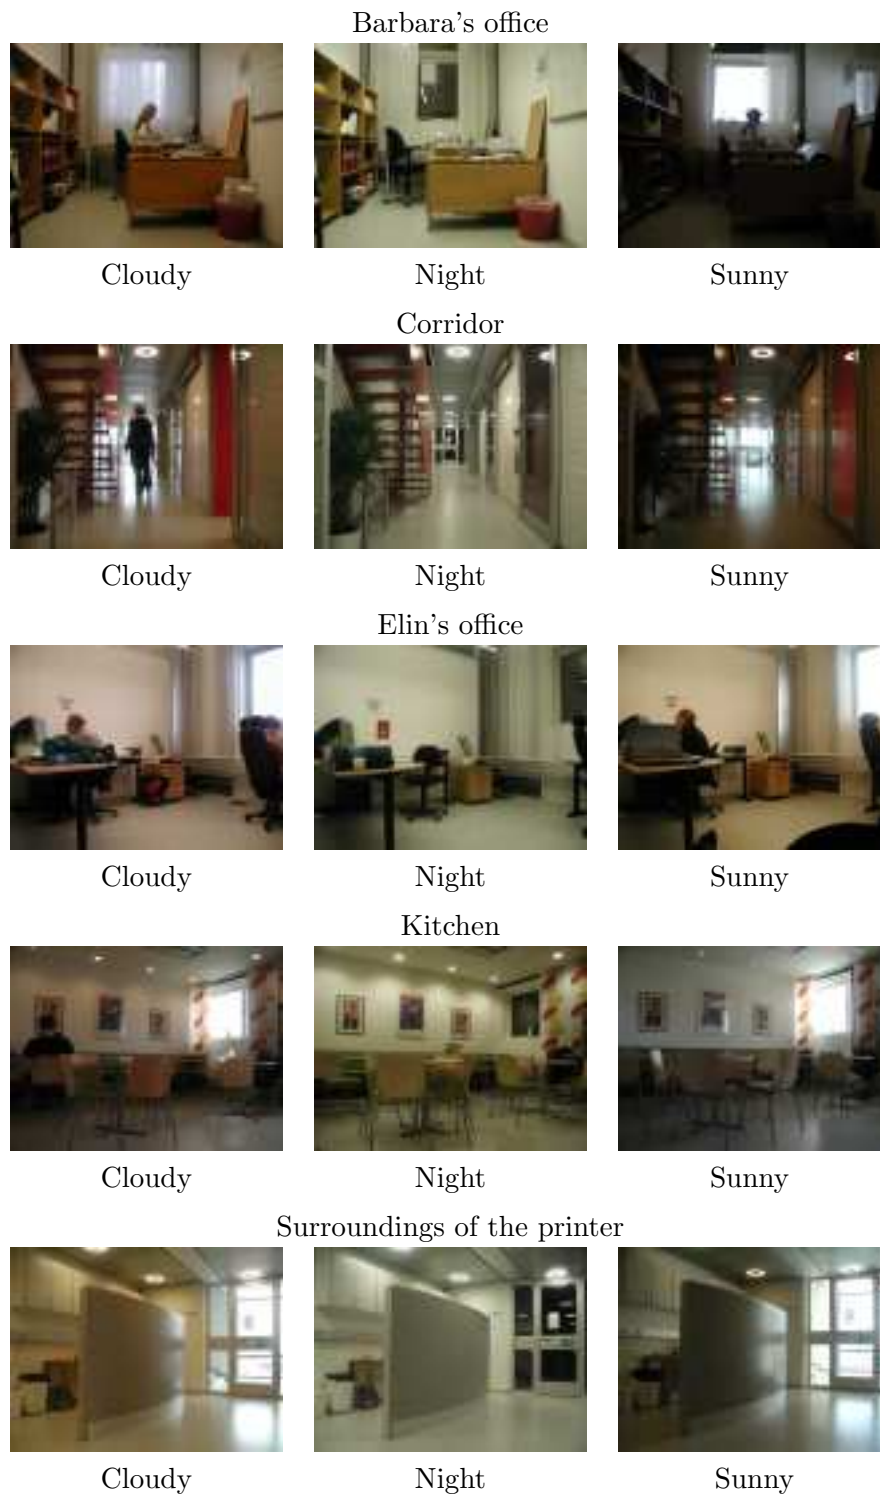 Barbara's office
Cloudy Night Sunny
Corridor
Cloudy Night Sunny
Elin's office
Cloudy Night Sunny
Kitchen
Cloudy Night Sunny
Surroundings of the printer
Cloudy Night Sunny